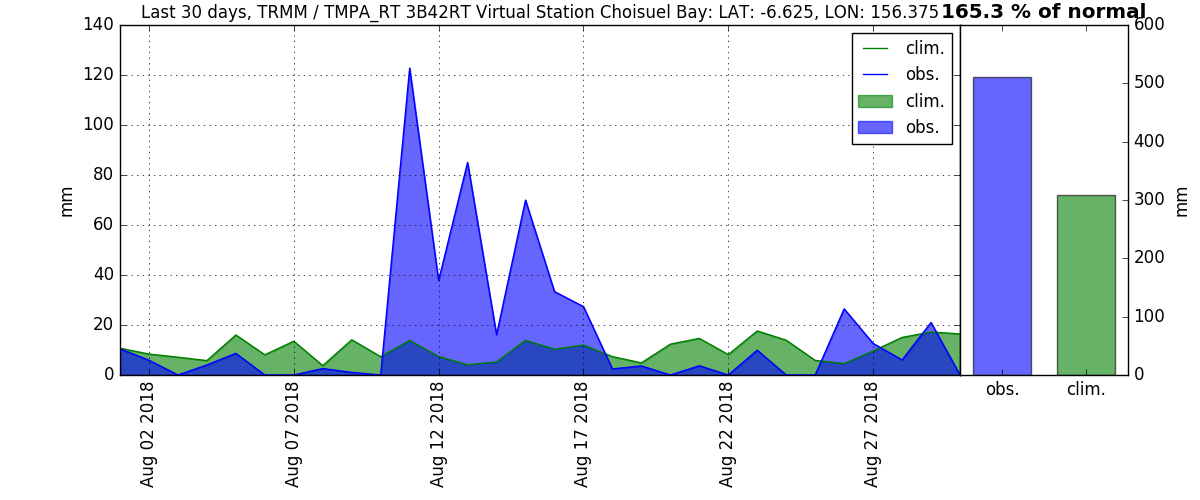 Last 30 days, TRMM / TMPA_RT 3B42RT Virtual Station Choisuel Bay: LAT: -6.625, LON: 156.375 165.3 % of normal
140
120
100
80
60
40
20
0
mm
clim.
obs.
clim.
obs.
Aug 02 2018
Aug 07 2018
Aug 12 2018
Aug 17 2018
Aug 22 2018
Aug 27 2018
600
500
400
300
200
100
0
mm
obs.
clim.